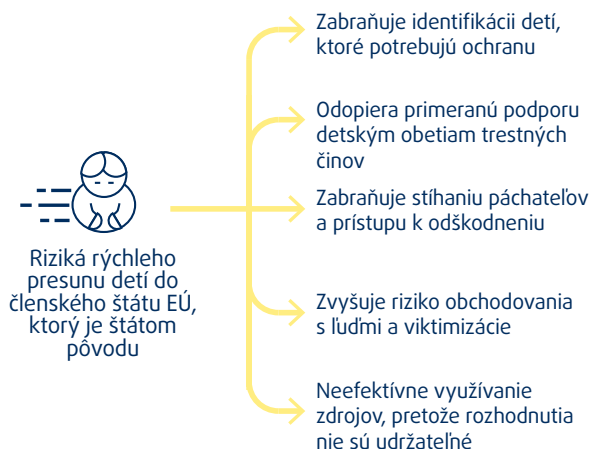 Zabraňuje identifikácii detí,
ktoré potrebujú ochranu
Odopiera primeranú podporu
detským obetiam trestných
činov
Zabraňuje stíhaniu páchateľov
a prístupu k odškodneniu
Riziká rýchleho
presunu detí do
členského štátu EÚ,
ktorý je štátom
pôvodu
Zvyšuje riziko obchodovania
s ľuďmi a viktimizácie
Neefektívne využívanie
zdrojov, pretože rozhodnutia
nie sú udržateľné